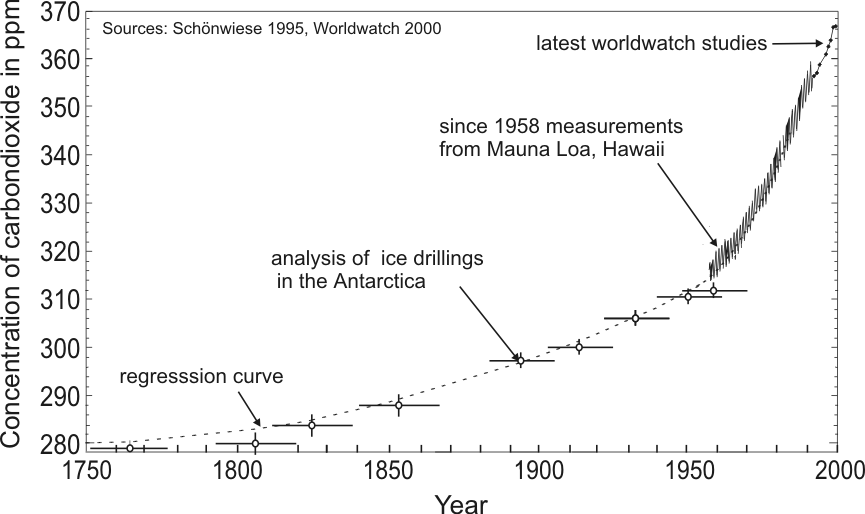 370
Sources: Schönwiese 1995, Worldwatch 2000
latest worldwatch studies
360
350
since 1958 measurements
from Mauna Loa, Hawaii
340
330
320
analysis of ice drillings
in the Antarctica
310
300
regresssion curve
290
280
Concentration of carbondioxide in ppm
1750
1800
1850
1900
1950
2000
Year